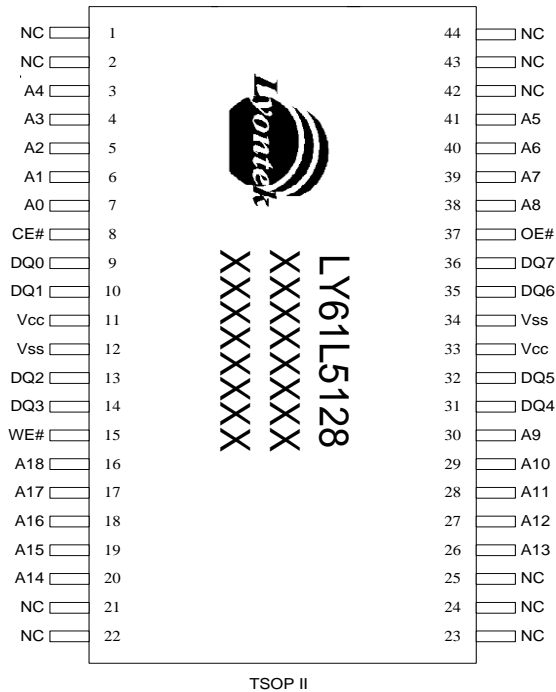 NC 1 44 NC
NC 2 43 NC
A4 3 42 NC
A3 4 41 A5
A2 5 40 A6
A1 6 39 A7
A0 7 38 A8
CE# 8 37 OE#
DQ0 9 36 DQ7
DQ1 10 35 DQ6
Vcc 11 34 Vss
Vss 12 33 Vcc
DQ2 13 32 DQ5
DQ3 14 31 DQ4
WE# 15 30 A9
A18 16 29 A10
A17 17 28 A11
A16 18 27 A12
A15 19 26 A13
A14 20 25 NC
NC 21 24 NC
NC 22 23 NC
Lyontek
LY61L5128
XXXXXXXX
XXXXXXXX
TSOP II